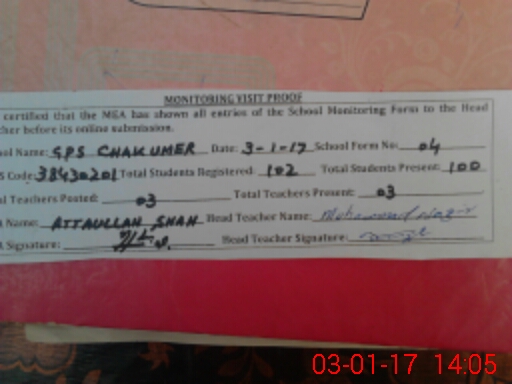 MONITORING VISIT PROOF
certified that the MEA has shown all entries of the School Monitoring Form to the Head
cher before its online submission.
ool Name: GPS CHAK UMER Date: 3-1-17 School Form No: 04
S Code: 38430201 Total Students Registered: 102 Total Students Present: 100
l Teachers Posted: 03 Total Teachers Present: 03
Name: ATTAULLAH SHAH Head Teacher Name: Mohammad Nazir
Signature: Head Teacher Signature:
03-01-17 14:05